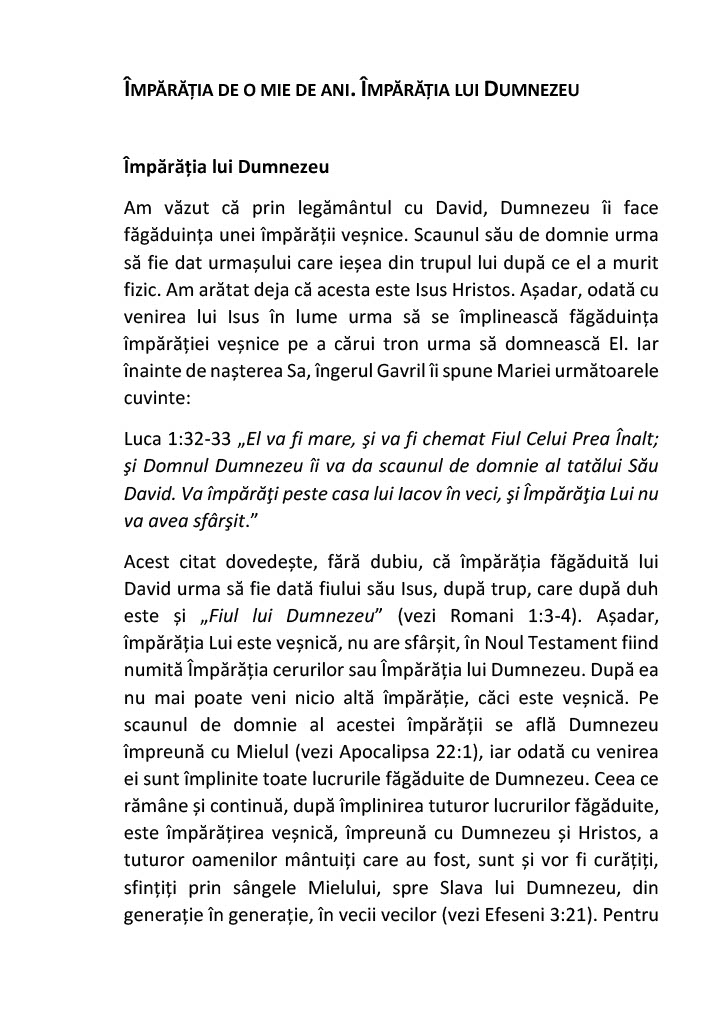 ÎMPĂRĂȚIA DE O MIE DE ANI. ÎMPĂRĂȚIA LUI DUMNEZEU
Împărăția lui Dumnezeu
Am văzut că prin legământul cu David, Dumnezeu îi face
făgăduința unei împărății veșnice. Scaunul său de domnie urma
să fie dat urmașului care ieșea din trupul lui după ce el a murit
fizic. Am arătat deja că acesta este Isus Hristos. Așadar, odată cu
venirea lui Isus în lume urma să se împlinească făgăduința
împărăției veșnice pe a cărui tron urma să domnească El. Iar
înainte de nașterea Sa, îngerul Gavril îi spune Mariei următoarele
cuvinte:
Luca 1:32-33 „El va fi mare, şi va fi chemat Fiul Celui Prea Înalt;
şi Domnul Dumnezeu îi va da scaunul de domnie al tatălui Său
David. Va împărăţi peste casa lui Iacov în veci, şi Împărăţia Lui nu
va avea sfârşit.”
Acest citat dovedește, fără dubiu, că împărăția făgăduită lui
David urma să fie dată fiului său Isus, după trup, care după duh
este și „Fiul lui Dumnezeu” (vezi Romani 1:3-4). Așadar,
împărăția Lui este veșnică, nu are sfârșit, în Noul Testament fiind
numită Împărăția cerurilor sau Împărăția lui Dumnezeu. După ea
nu mai poate veni nicio altă împărăție, căci este veșnică. Pe
scaunul de domnie al acestei împărății se află Dumnezeu
împreună cu Mielul (vezi Apocalipsa 22:1), iar odată cu venirea
ei sunt împlinite toate lucrurile făgăduite de Dumnezeu. Ceea ce
rămâne și continuă, după împlinirea tuturor lucrurilor făgăduite,
este împărățirea veșnică, împreună cu Dumnezeu și Hristos, a
tuturor oamenilor mântuiți care au fost, sunt și vor fi curățiți,
sfințiți prin sângele Mielului, spre Slava lui Dumnezeu, din
generație în generație, în vecii vecilor (vezi Efeseni 3:21). Pentru